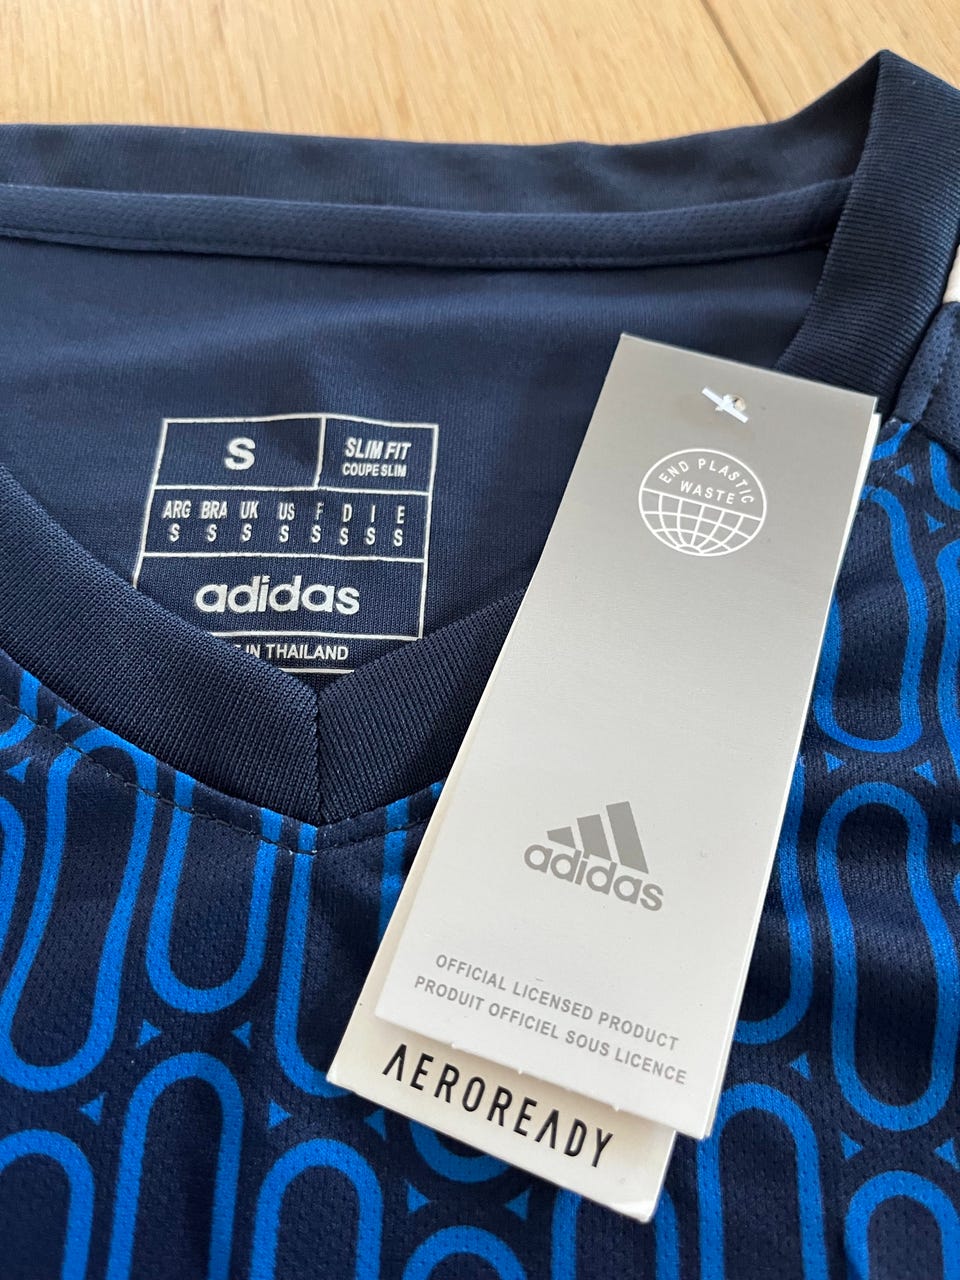 S
SLIM FIT
COUPE SLIM
ARG BRA UK US F D I E
S S S S S S S S
adidas
IN THAILAND
END PLASTIC
WASTE
adidas
OFFICIAL LICENSED PRODUCT
PRODUIT OFFICIEL SOUS LICENCE
AEROREADY